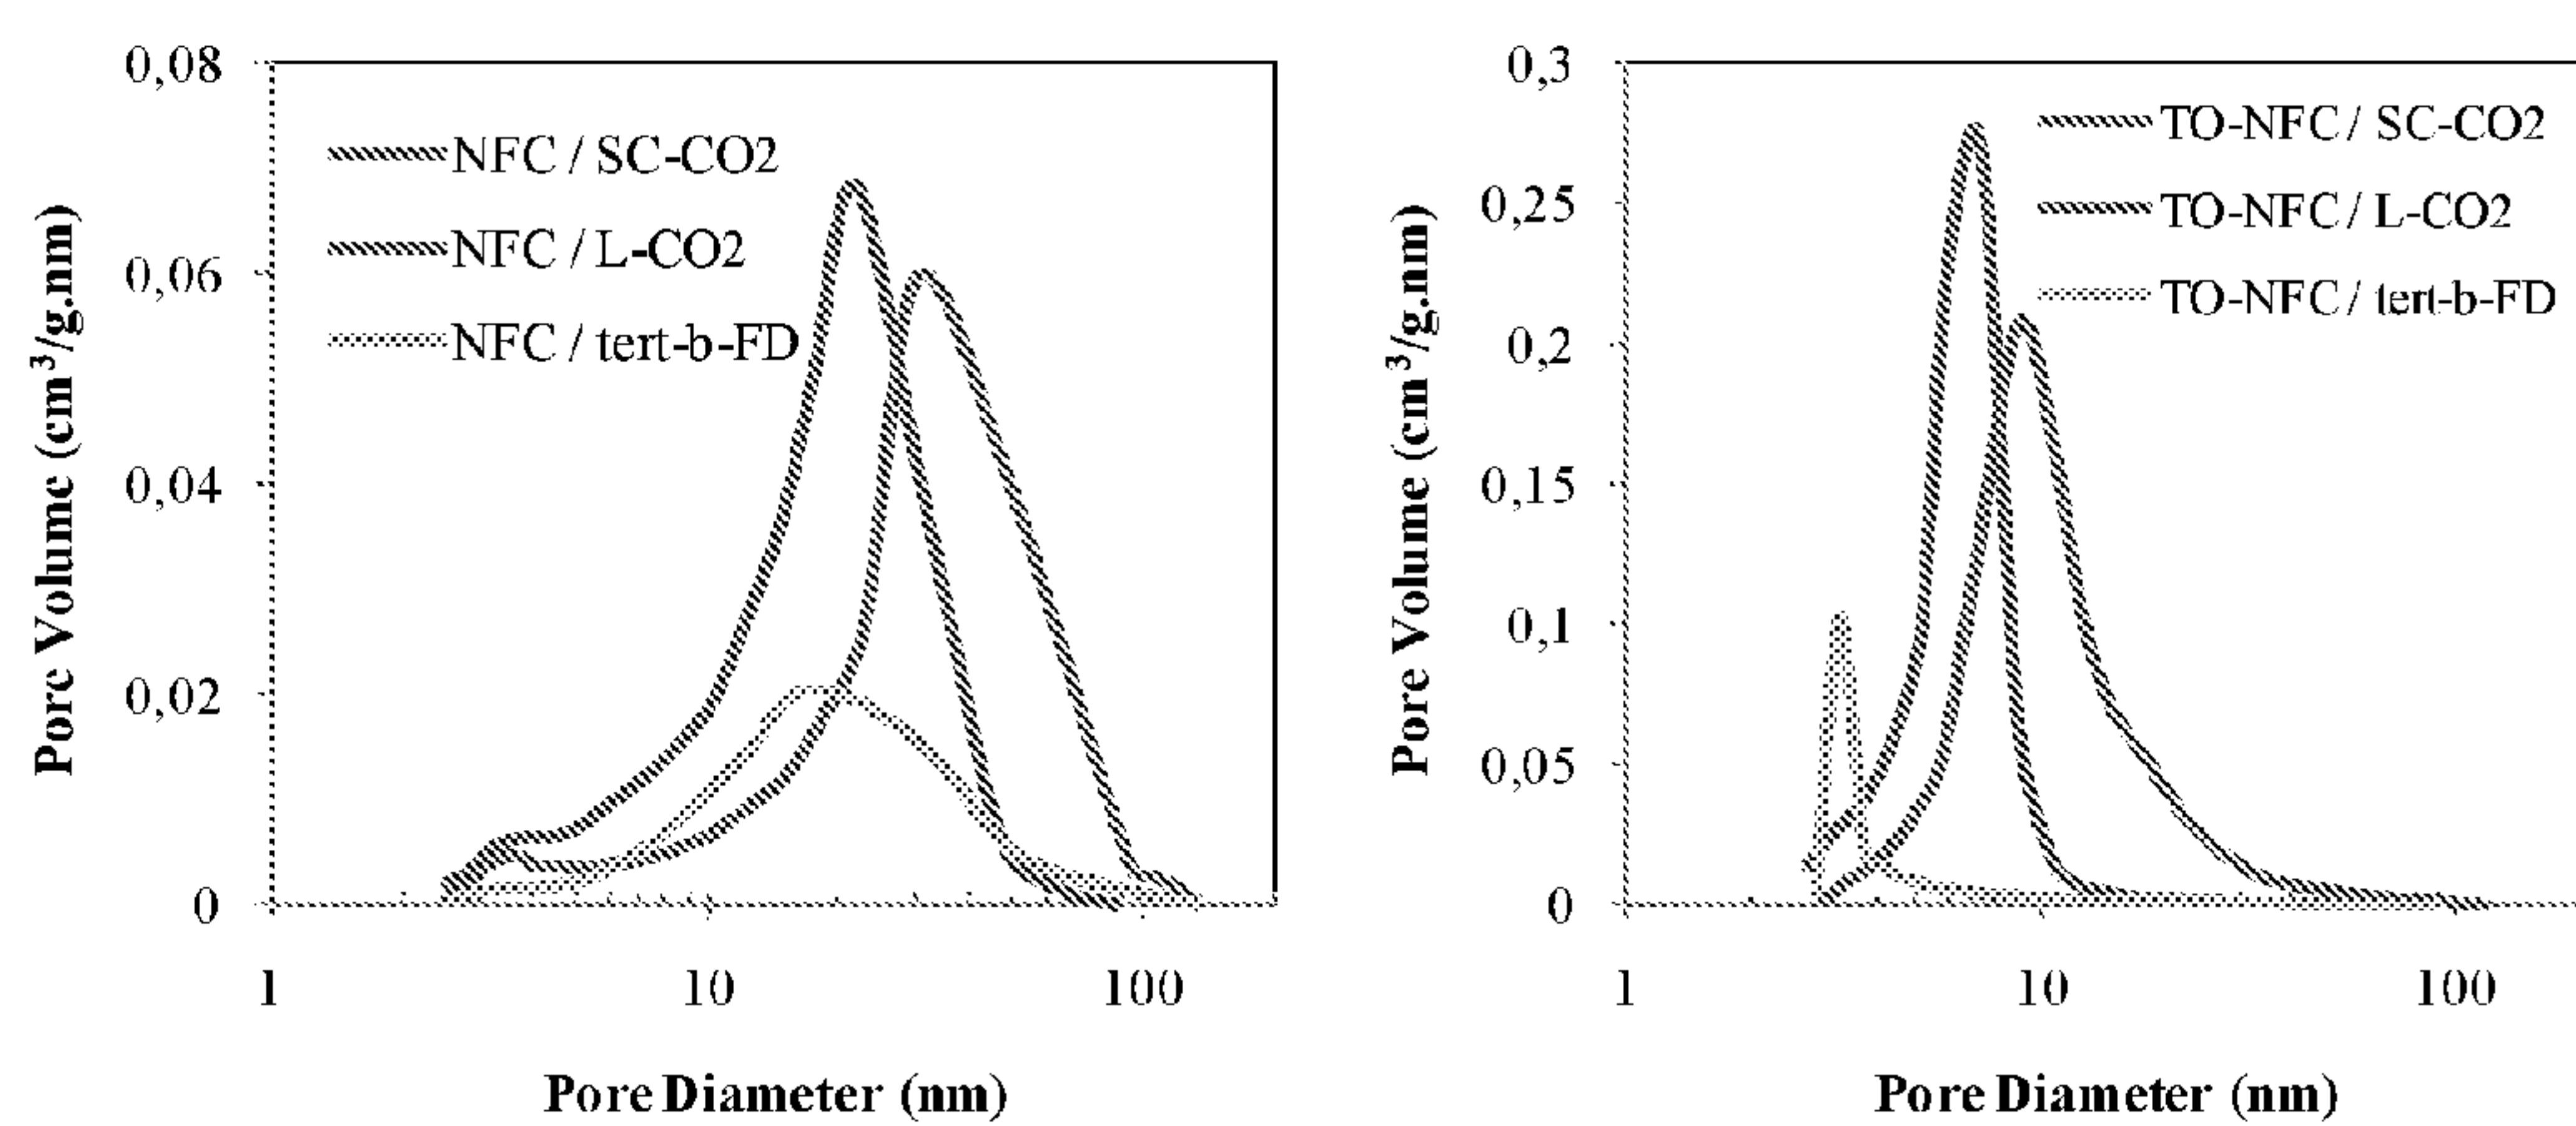 0,08
0,06
0,04
0,02
0
Pore Volume (cm³/g.nm)
NFC / SC-CO2
NFC / L-CO2
NFC / tert-b-FD
1 10 100
Pore Diameter (nm)
0,3
0,25
0,2
0,15
0,1
0,05
0
Pore Volume (cm³/g.nm)
TO-NFC / SC-CO2
TO-NFC / L-CO2
TO-NFC / tert-b-FD
1 10 100
Pore Diameter (nm)